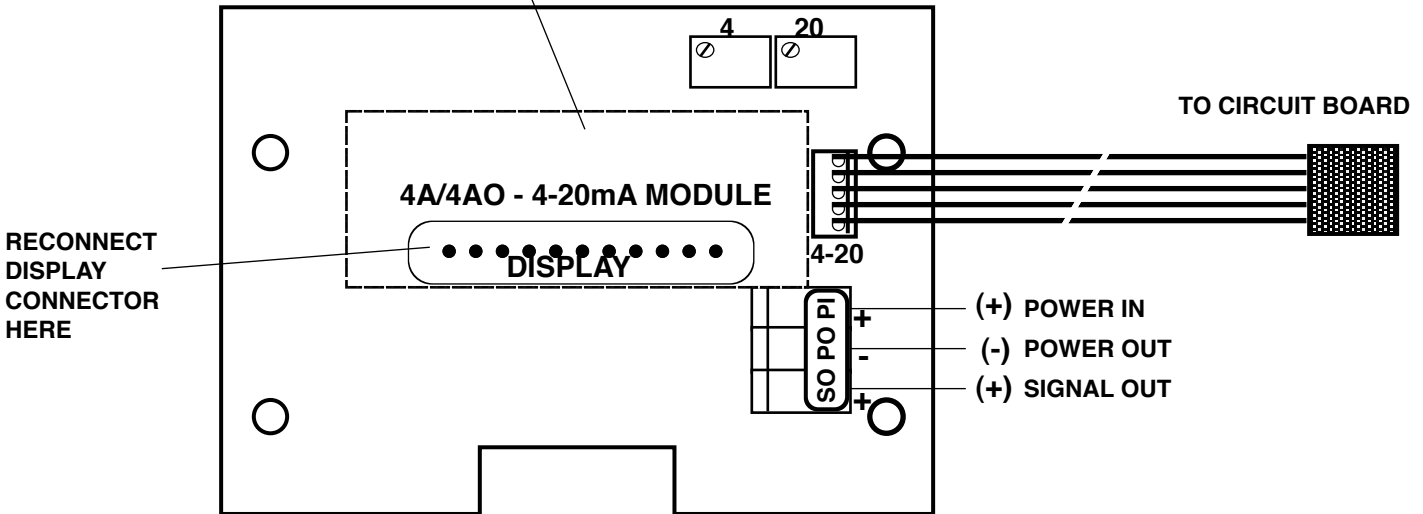 4 20
TO CIRCUIT BOARD
4A/4AO - 4-20mA MODULE
RECONNECT
DISPLAY
CONNECTOR
HERE
DISPLAY
4-20
SO PO PI
+
-
+
(+) POWER IN
(-) POWER OUT
(+) SIGNAL OUT